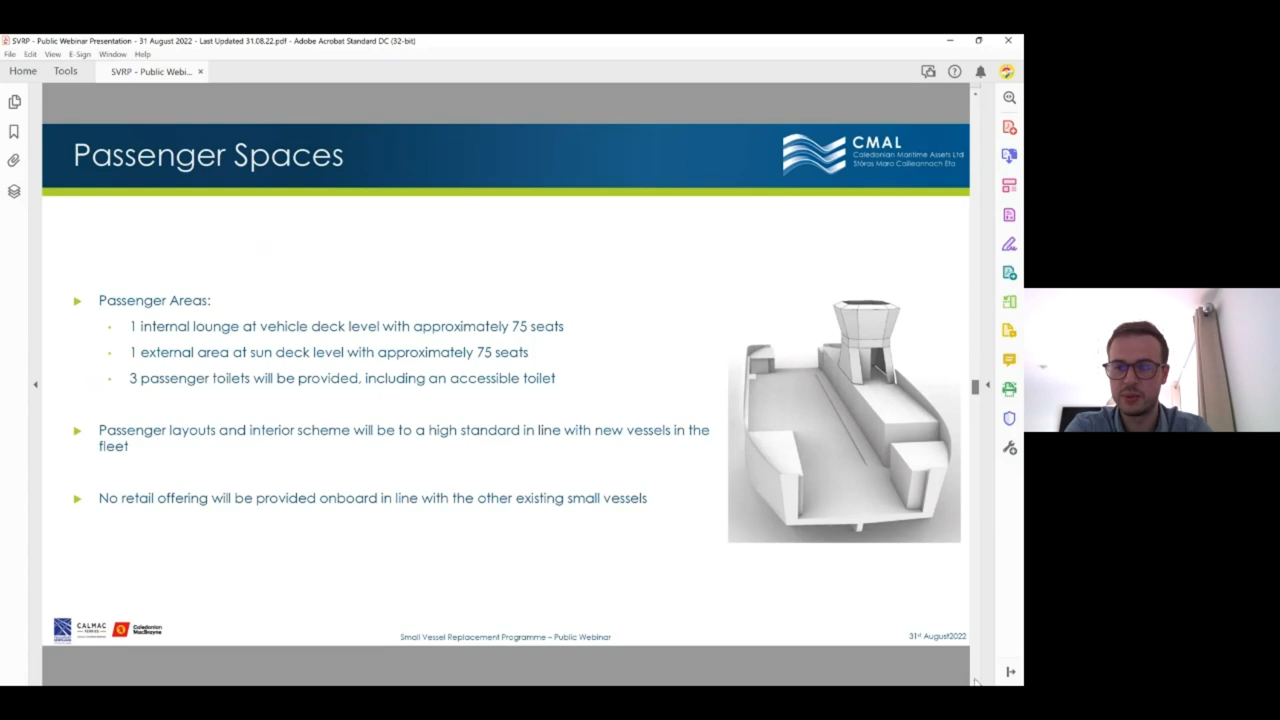 SVRP - Public Webinar Presentation - 31 August 2022 - Last Updated 31.08.22.pdf - Adobe Acrobat Standard DC (32-bit)
File Edit View E-Sign Window Help
Home Tools SVRP - Public Webi... ×
Passenger Spaces
CMAL
Caledonian Maritime Assets Ltd
Stòras Mara Cailleannach Eta
Passenger Areas:
1 internal lounge at vehicle deck level with approximately 75 seats
1 external area at sun deck level with approximately 75 seats
3 passenger toilets will be provided, including an accessible toilet
Passenger layouts and interior scheme will be to a high standard in line with new vessels in the
fleet
No retail offering will be provided onboard in line with the other existing small vessels
CALMAC
FERRIES
Caledonian
MacBrayne
Small Vessel Replacement Programme – Public Webinar
31st August2022